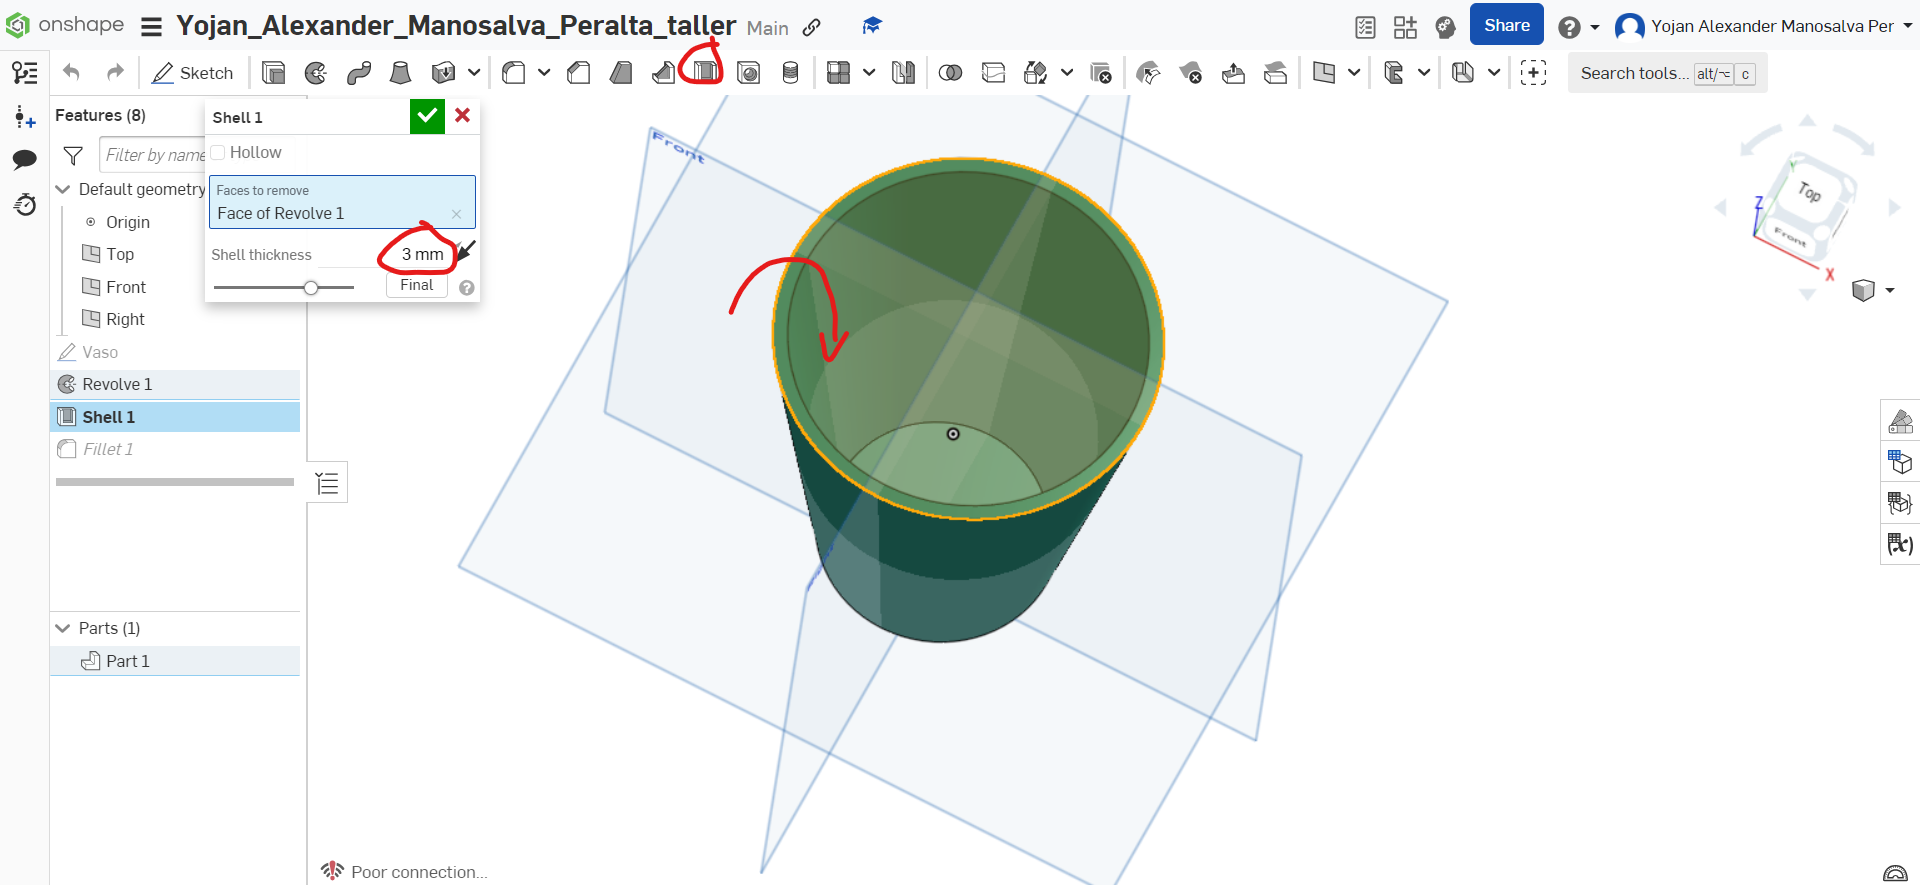 onshape
Yojan_Alexander_Manosalva_Peralta_taller
Main
Share
Yojan Alexander Manosalva Per
Sketch
Search tools... alt/⌥ c
Features (8)
Filter by name
Default geometry
Origin
Top
Front
Right
Vaso
Revolve 1
Shell 1
Fillet 1
Parts (1)
Part 1
Shell 1
Hollow
Faces to remove
Face of Revolve 1
Shell thickness
3 mm
Final
Front
Top
Front
Z
Y
X
(x)
Poor connection...